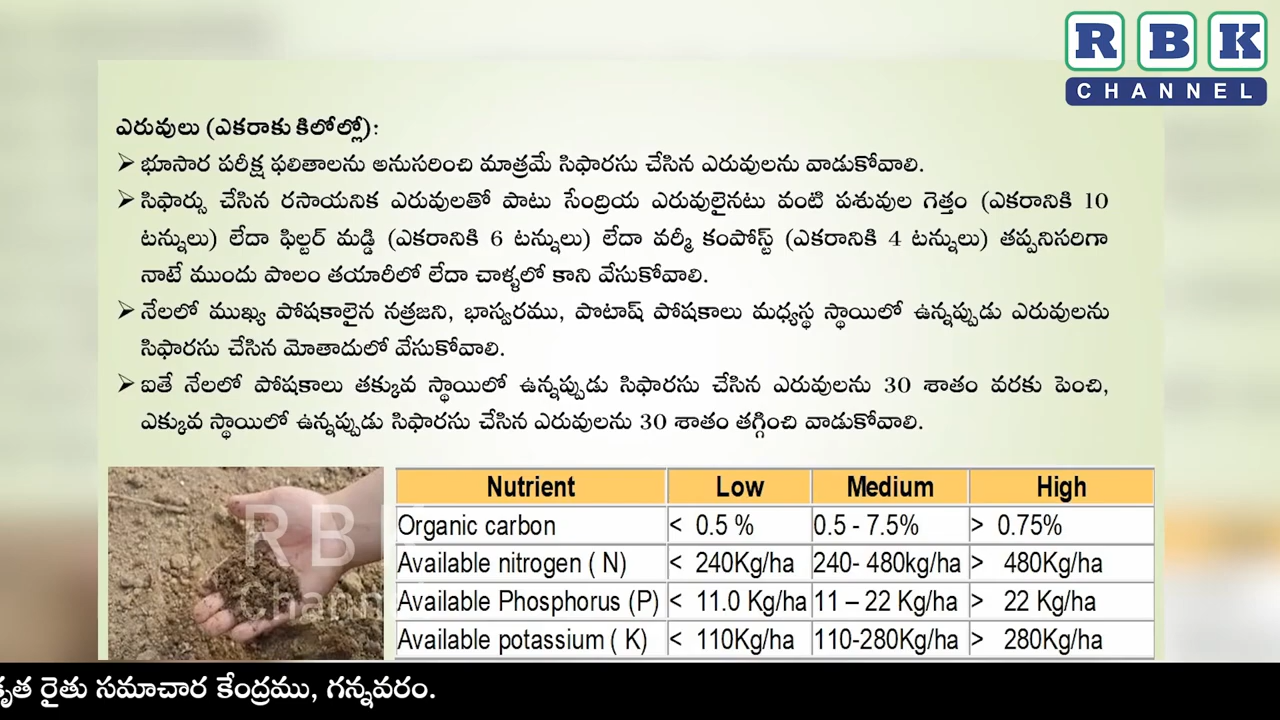 RBK
CHANNEL
ఎరువులు (ఎకరాకు కిలోల్లో):
➢ భూసార పరీక్ష ఫలితాలను అనుసరించి మాత్రమే సిఫారసు చేసిన ఎరువులను వాడుకోవాలి.
➢ సిఫార్సు చేసిన రసాయనిక ఎరువులతో పాటు సేంద్రియ ఎరువులైనటు వంటి పశువుల గెత్తం (ఎకరానికి 10
టన్నులు) లేదా ఫిల్టర్ మడ్డి (ఎకరానికి 6 టన్నులు) లేదా వర్మీ కంపోస్ట్ (ఎకరానికి 4 టన్నులు) తప్పనిసరిగా
నాటే ముందు పొలం తయారీలో లేదా చాళ్ళలో కాని వేసుకోవాలి.
➢ నేలలో ముఖ్య పోషకాలైన నత్రజని, భాస్వరము, పొటాష్ పోషకాలు మధ్యస్థ స్థాయిలో ఉన్నప్పుడు ఎరువులను
సిఫారసు చేసిన మోతాదులో వేసుకోవాలి.
➢ ఐతే నేలలో పోషకాలు తక్కువ స్థాయిలో ఉన్నప్పుడు సిఫారసు చేసిన ఎరువులను 30 శాతం వరకు పెంచి,
ఎక్కువ స్థాయిలో ఉన్నప్పుడు సిఫారసు చేసిన ఎరువులను 30 శాతం తగ్గించి వాడుకోవాలి.
Nutrient Low Medium High
Organic carbon < 0.5 % 0.5 - 7.5% > 0.75%
Available nitrogen ( N) < 240Kg/ha 240- 480kg/ha > 480Kg/ha
Available Phosphorus (P) < 11.0 Kg/ha 11 – 22 Kg/ha > 22 Kg/ha
Available potassium ( K) < 110Kg/ha 110-280Kg/ha > 280Kg/ha
RBK
Chann
రైతు సమాచార కేంద్రము, గన్నవరం.